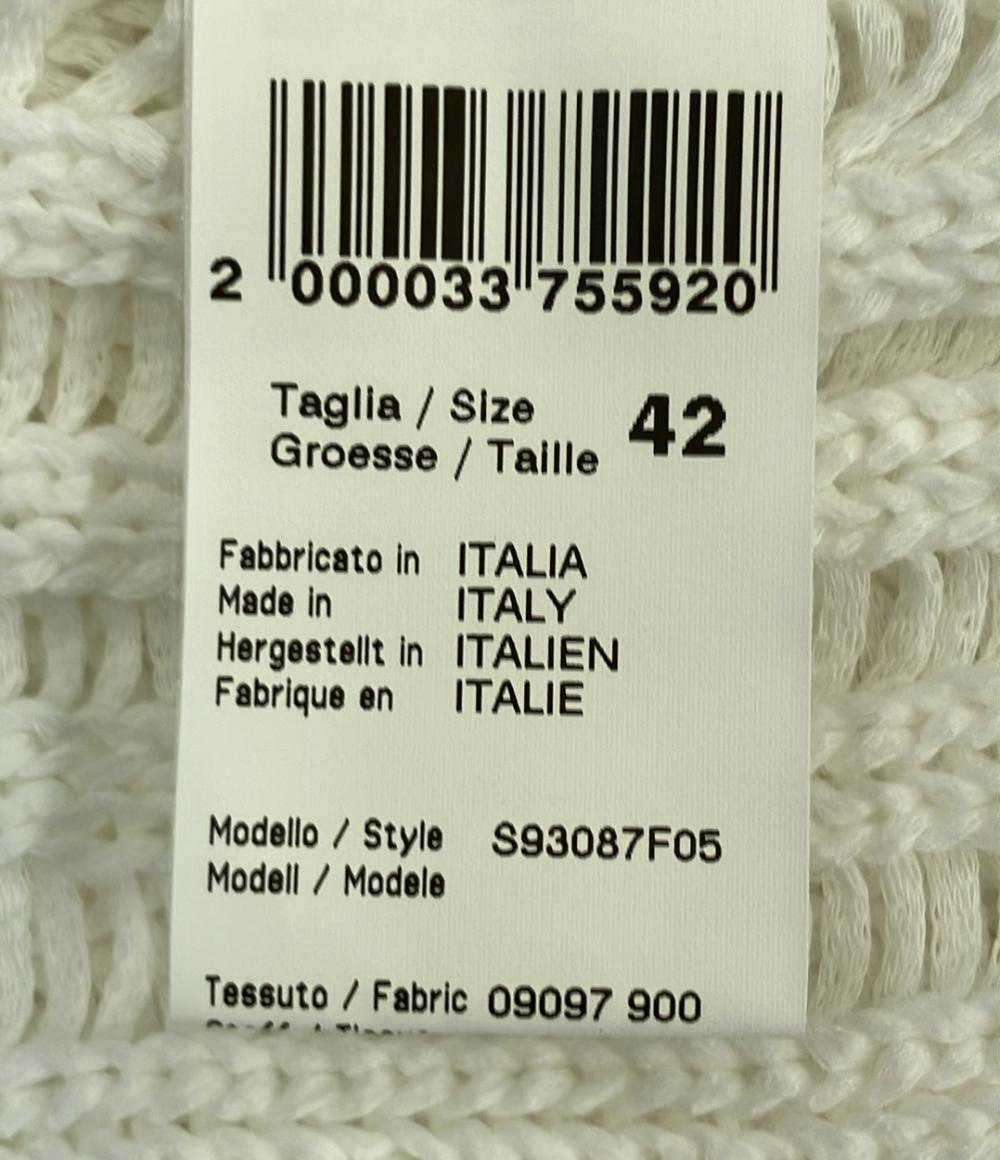 2 000033 755920
Taglia / Size 42
Groesse / Taille
Fabbricato in ITALIA
Made in ITALY
Hergestellt in ITALIEN
Fabrique en ITALIE
Modello / Style S93087F05
Modell / Modele
Tessuto / Fabric 09097 900